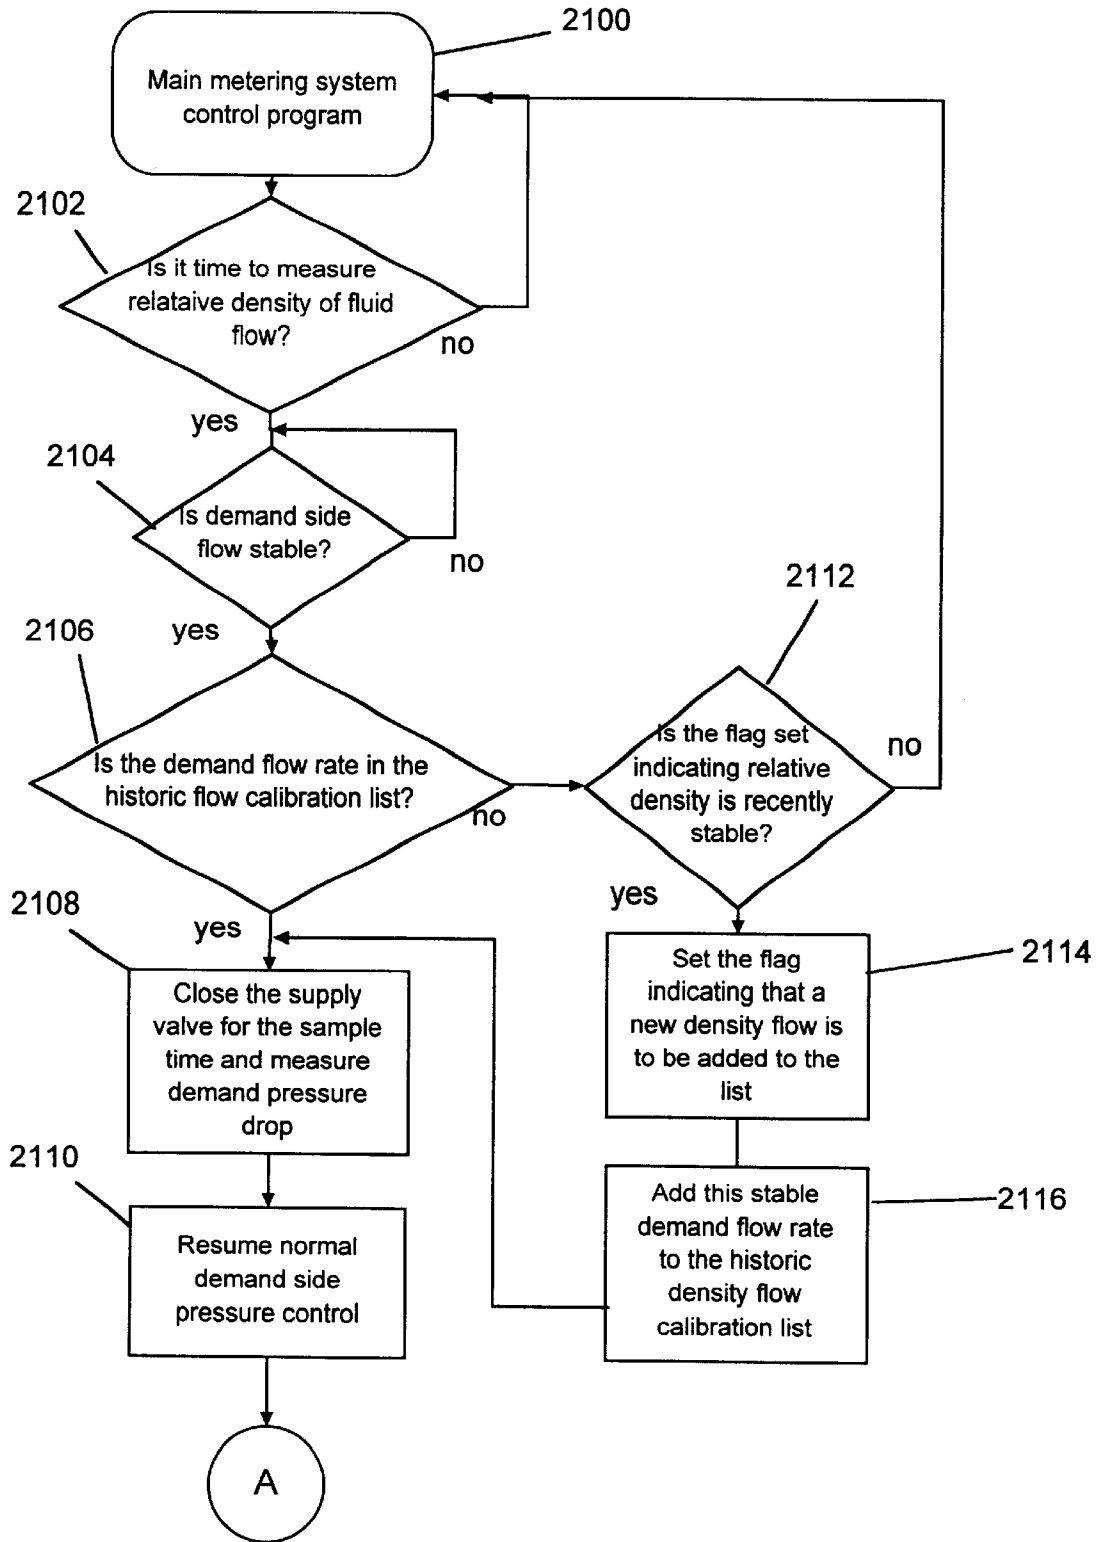 2100
Main metering system
control program
2102
Is it time to measure
relataive density of fluid
flow?
no
yes
2104
Is demand side
flow stable?
no
yes
2106
Is the demand flow rate in the
historic flow calibration list?
no
2112
Is the flag set
indicating relative
density is recently
stable?
no
yes
yes
2108
Close the supply
valve for the sample
time and measure
demand pressure
drop
2114
Set the flag
indicating that a
new density flow is
to be added to the
list
2110
Resume normal
demand side
pressure control
2116
Add this stable
demand flow rate
to the historic
density flow
calibration list
A